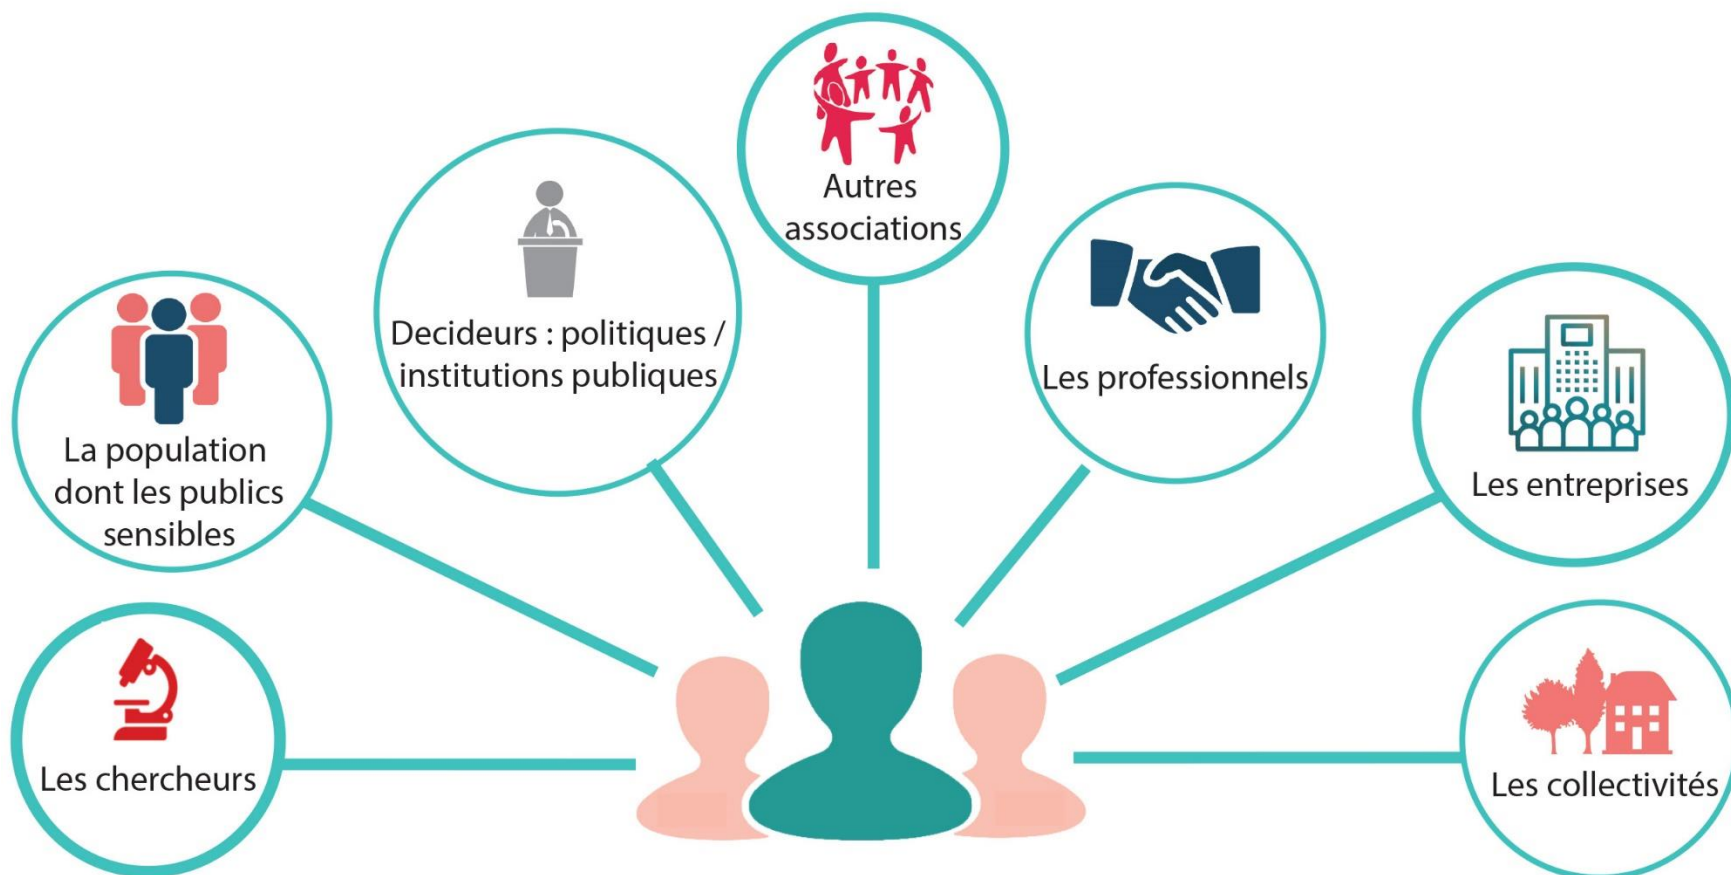 Autres
associations
Decideurs : politiques /
institutions publiques
Les professionnels
La population
dont les publics
sensibles
Les entreprises
Les chercheurs
Les collectivités